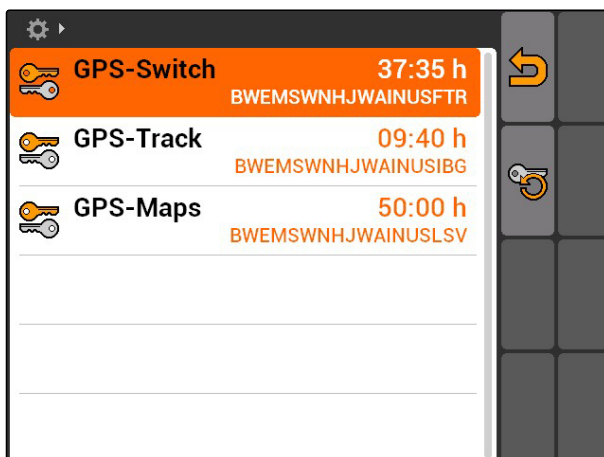 GPS-Switch 37:35 h
BWEMSWNHJWAINUSFTR
GPS-Track 09:40 h
BWEMSWNHJWAINUSIBG
GPS-Maps 50:00 h
BWEMSWNHJWAINUSLSV